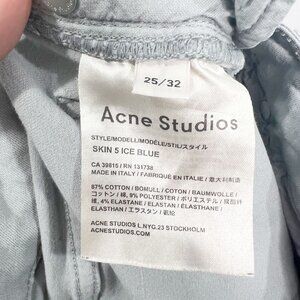 25/32
Acne Studios
STYLE/MODELL/MODÈLE/STIL/スタイル
SKIN 5 ICE BLUE
CA 39815 / RN 131738
MADE IN ITALY / FABRIQUÉ EN ITALIE / 意大利制造
87% COTTON / BOMULL / COTON / BAUMWOLLE /
コットン / 棉, 9% POLYESTER / ポリエステル / 聚酯纤
维, 4% ELASTANE / ELASTAN / ELASTHANE /
ELASTHAN / エラスタン / 氨纶
ACNE STUDIOS L.NYG.23 STOCKHOLM
ACNESTUDIOS.COM